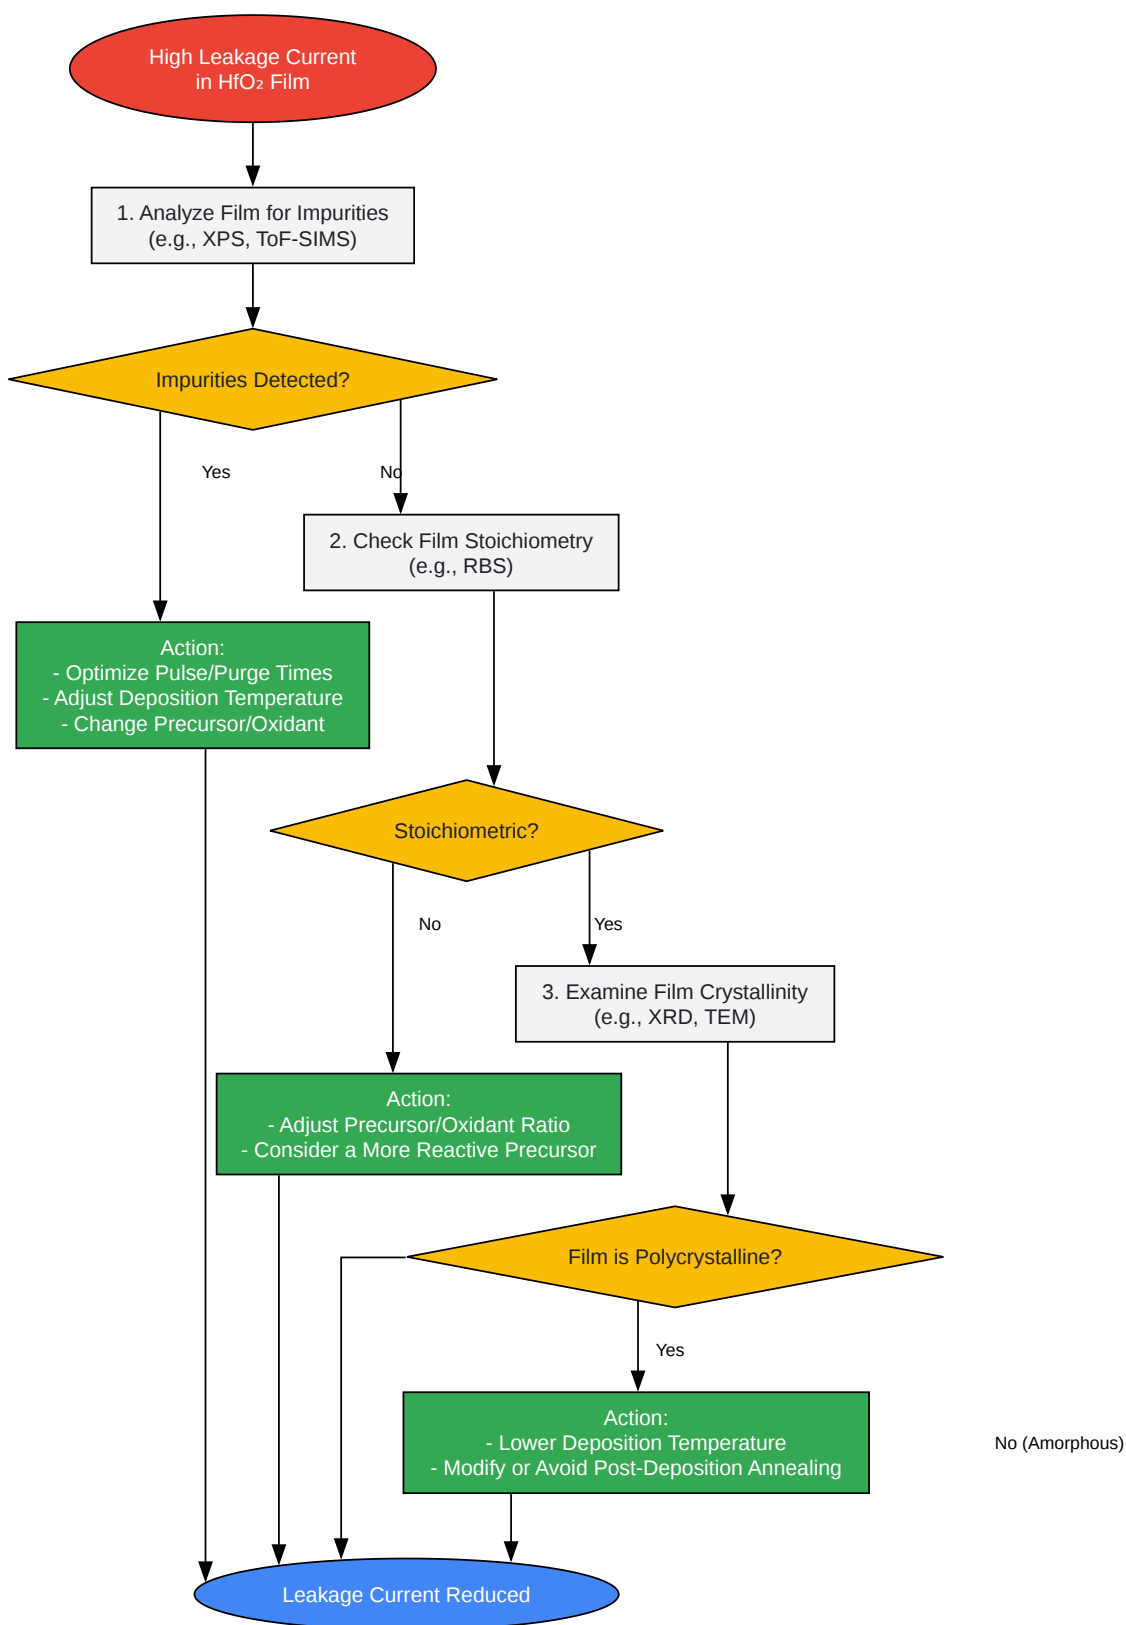 High Leakage Current
in HfO₂ Film
1. Analyze Film for Impurities
(e.g., XPS, ToF-SIMS)
Impurities Detected?
Yes
No
2. Check Film Stoichiometry
(e.g., RBS)
Action:
- Optimize Pulse/Purge Times
- Adjust Deposition Temperature
- Change Precursor/Oxidant
Stoichiometric?
No
Yes
3. Examine Film Crystallinity
(e.g., XRD, TEM)
Action:
- Adjust Precursor/Oxidant Ratio
- Consider a More Reactive Precursor
Film is Polycrystalline?
Yes
Action:
- Lower Deposition Temperature
- Modify or Avoid Post-Deposition Annealing
No (Amorphous)
Leakage Current Reduced